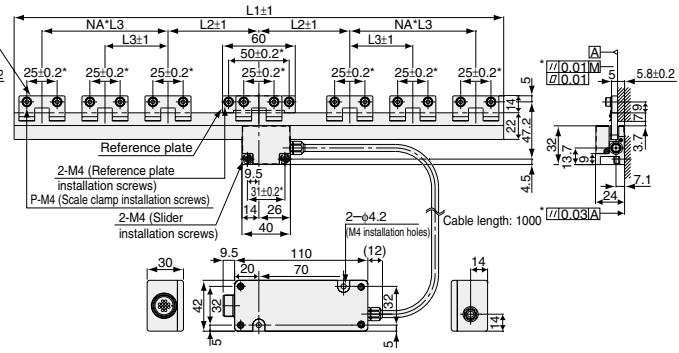 L1±1
NA*L3 L2±1 L2±1 NA*L3
L3±1 60 L3±1
50±0.2*
25±0.2* 25±0.2* 25±0.2* 25±0.2* 25±0.2* 25±0.2* 25±0.2*
5
14
22
47.2
4.5
A
* // 0.01 M
⏥ 0.01
5 5.8±0.2
9
7
3.7
32
13.7
9
7.1
24
* // 0.03 A
Reference plate
2-M4 (Reference plate
installation screws)
P-M4 (Scale clamp installation screws)
2-M4 (Slider
installation screws)
9.5
31±0.2*
14 26
40
2-φ4.2
(M4 installation holes)
Cable length: 1000
9.5 110 (12)
20 70
30
42
32
5
32
5
14
14